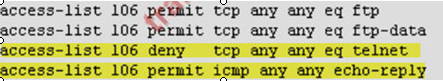 access-list 106 permit tcp any any eq ftp
access-list 106 permit tcp any any eq ftp-data
access-list 106 deny tcp any any eq telnet
access-list 106 permit icmp any any echo-reply